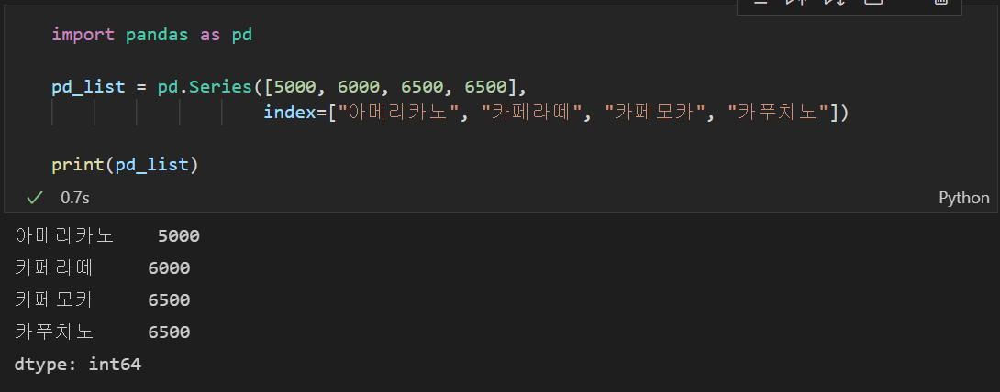 import pandas as pd
pd_list = pd.Series([5000, 6000, 6500, 6500],
index=["아메리카노", "카페라떼", "카페모카", "카푸치노"])
print(pd_list)
0.7s
Python
아메리카노    5000
카페라떼     6000
카페모카     6500
카푸치노     6500
dtype: int64